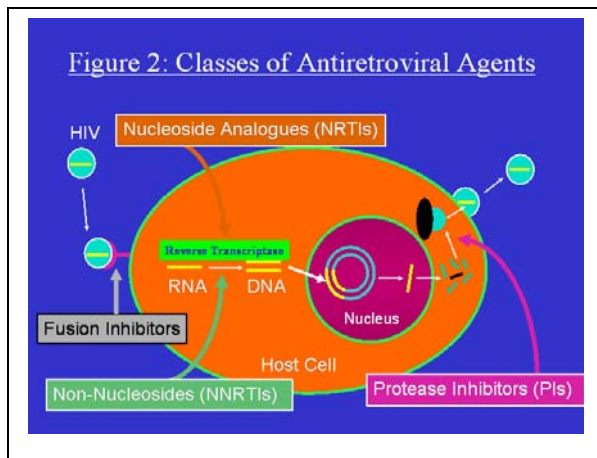 Figure 2: Classes of Antiretroviral Agents
Nucleoside Analogues (NRTIs)
HIV
Reverse Transcriptase
RNA
DNA
Nucleus
Fusion Inhibitors
Host Cell
Non-Nucleosides (NNRTIs)
Protease Inhibitors (PIs)